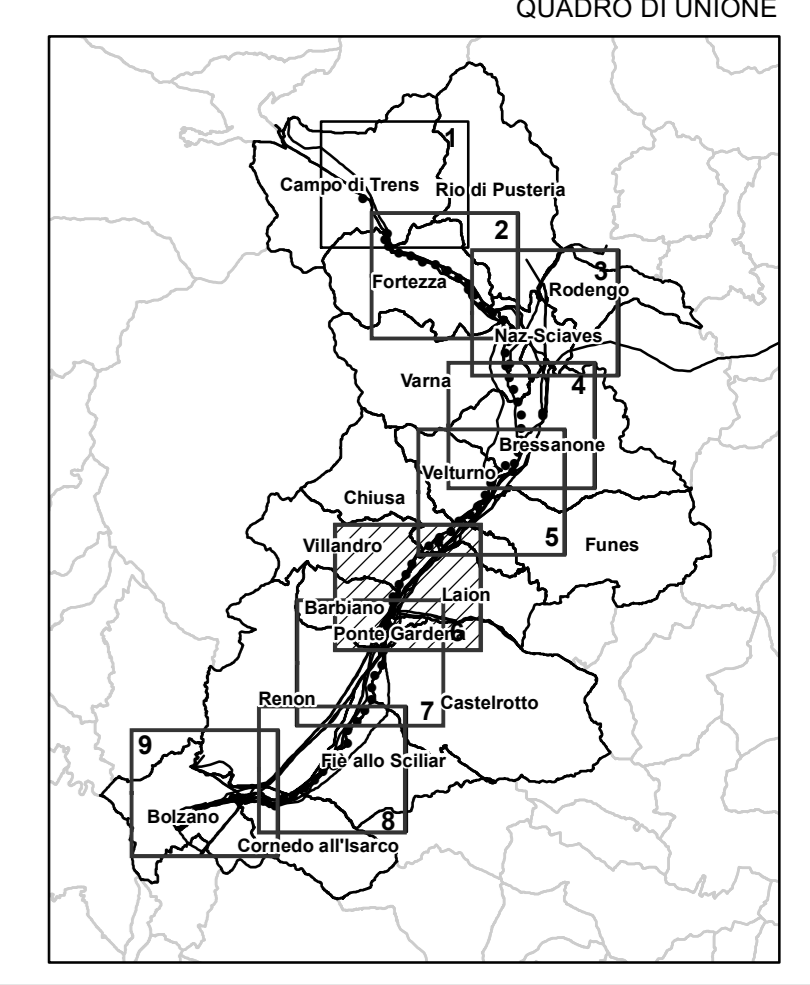 QUADRO DI UNIONE
1
Campo di Trens
Rio di Pusteria
2
3
Fortezza
Rodengo
Naz-Sciaves
Varna
4
Bressanone
Velturno
Chiusa
5
Villandro
Funes
Laion
Barbiano
Ponte Gardena
6
Renon
7
Castelrotto
9
Fiè allo Sciliar
Bolzano
8
Cornedo all'Isarco